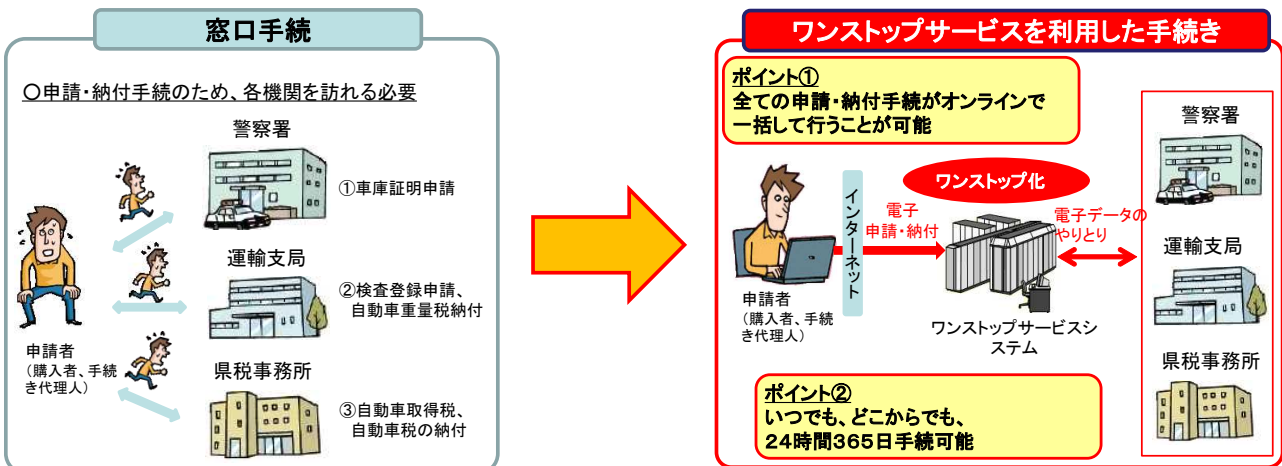 窓口手続
〇申請・納付手続のため、各機関を訪れる必要
警察署
①車庫証明申請
運輸支局
②検査登録申請、
自動車重量税納付
申請者
（購入者、手続
き代理人）
県税事務所
③自動車取得税、
自動車税の納付
ワンストップサービスを利用した手続き
ポイント①
全ての申請・納付手続がオンラインで
一括して行うことが可能
ワンストップ化
インターネット
電子
申請・納付
電子データの
やりとり
申請者
（購入者、手続
き代理人）
ワンストップサービスシ
ステム
警察署
運輸支局
県税事務所
ポイント②
いつでも、どこからでも、
２４時間３６５日手続可能